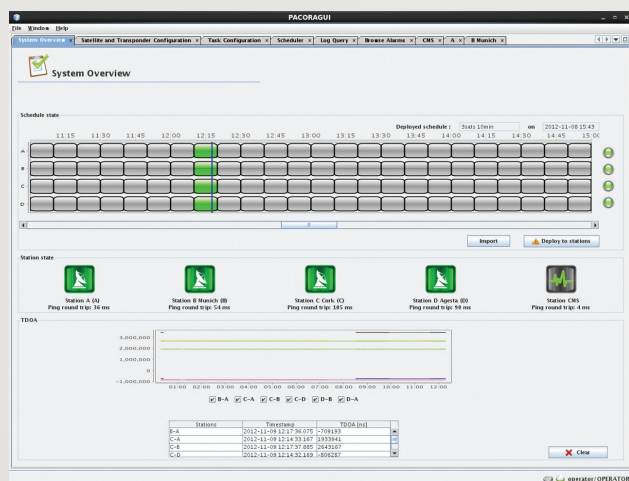 PACORAGUI
File Window Help
System Overview x Satellite and Transponder Configuration x Task Configuration x Scheduler x Log Query x Browse Alarms x CMS x A x B Munich x
System Overview
Schedule state
Deployed schedule : 3sats 10min on 2012-11-08 15:43
11:15 11:30 11:45 12:00 12:15 12:30 12:45 13:00 13:15 13:30 13:45 14:00 14:15 14:30 14:45 15:00
A
B
C
D
Import Deploy to stations
Station state
Station A (A) Station B Munich (B) Station C Cork (C) Station D Agesta (D) Station CMS
Ping round trip: 36 ms Ping round trip: 54 ms Ping round trip: 105 ms Ping round trip: 90 ms Ping round trip: 4 ms
TDOA
3,000,000
2,000,000
1,000,000
0
-1,000,000
01:00 02:00 03:00 04:00 05:00 06:00 07:00 08:00 09:00 10:00 11:00 12:00
B-A C-A C-B C-D D-B D-A
Stations Timestamp TDOA [ns]
B-A 2012-11-09 12:17:36.075 -709193
C-A 2012-11-09 12:14:33.167 1933941
C-B 2012-11-09 12:17:37.885 2643167
C-D 2012-11-09 12:14:32.169 -806287
Clear
operator/OPERATOR